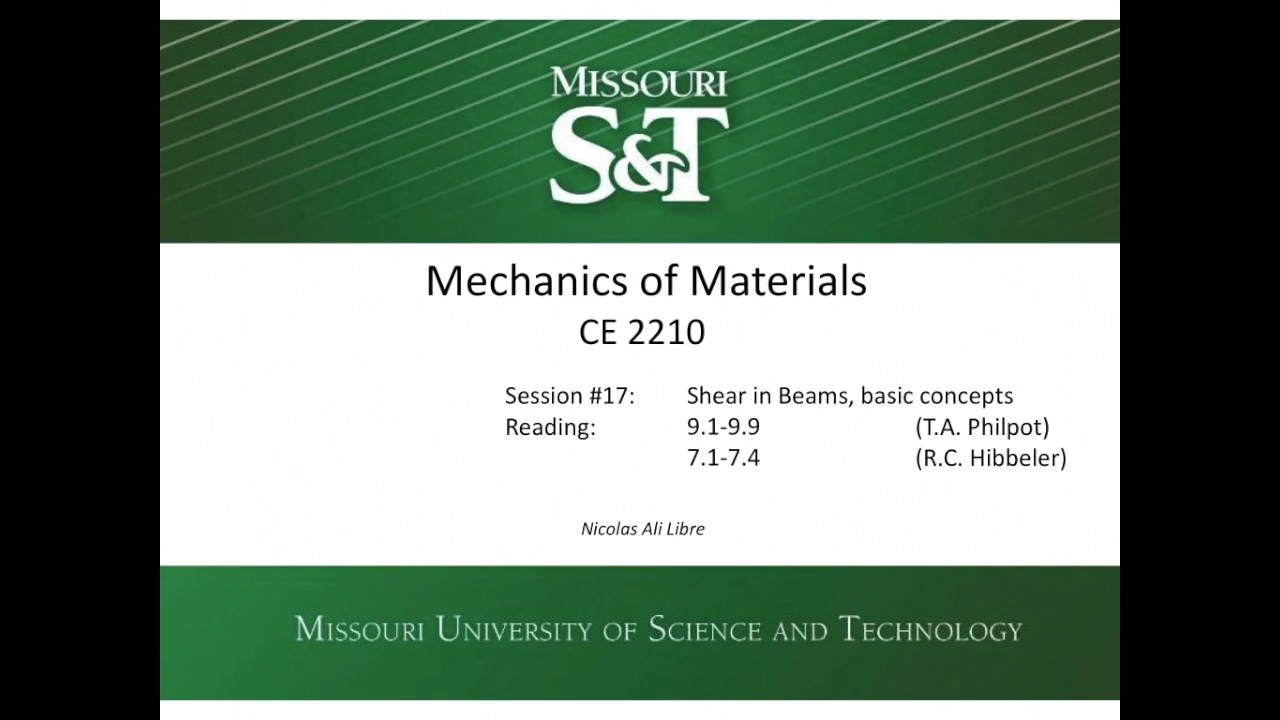 MISSOURI
S&T
Mechanics of Materials
CE 2210
Session #17: Shear in Beams, basic concepts
Reading: 9.1-9.9 (T.A. Philpot)
7.1-7.4 (R.C. Hibbeler)
Nicolas Ali Libre
MISSOURI UNIVERSITY OF SCIENCE AND TECHNOLOGY